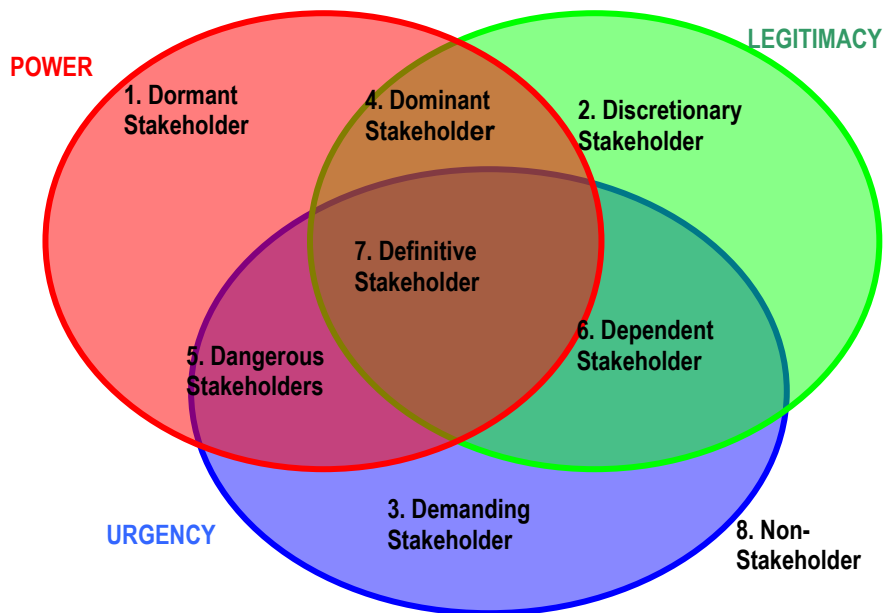 LEGITIMACY
POWER
1. Dormant
Stakeholder
4. Dominant
Stakeholder
2. Discretionary
Stakeholder
7. Definitive
Stakeholder
6. Dependent
Stakeholder
5. Dangerous
Stakeholders
3. Demanding
Stakeholder
URGENCY
8. Non-
Stakeholder